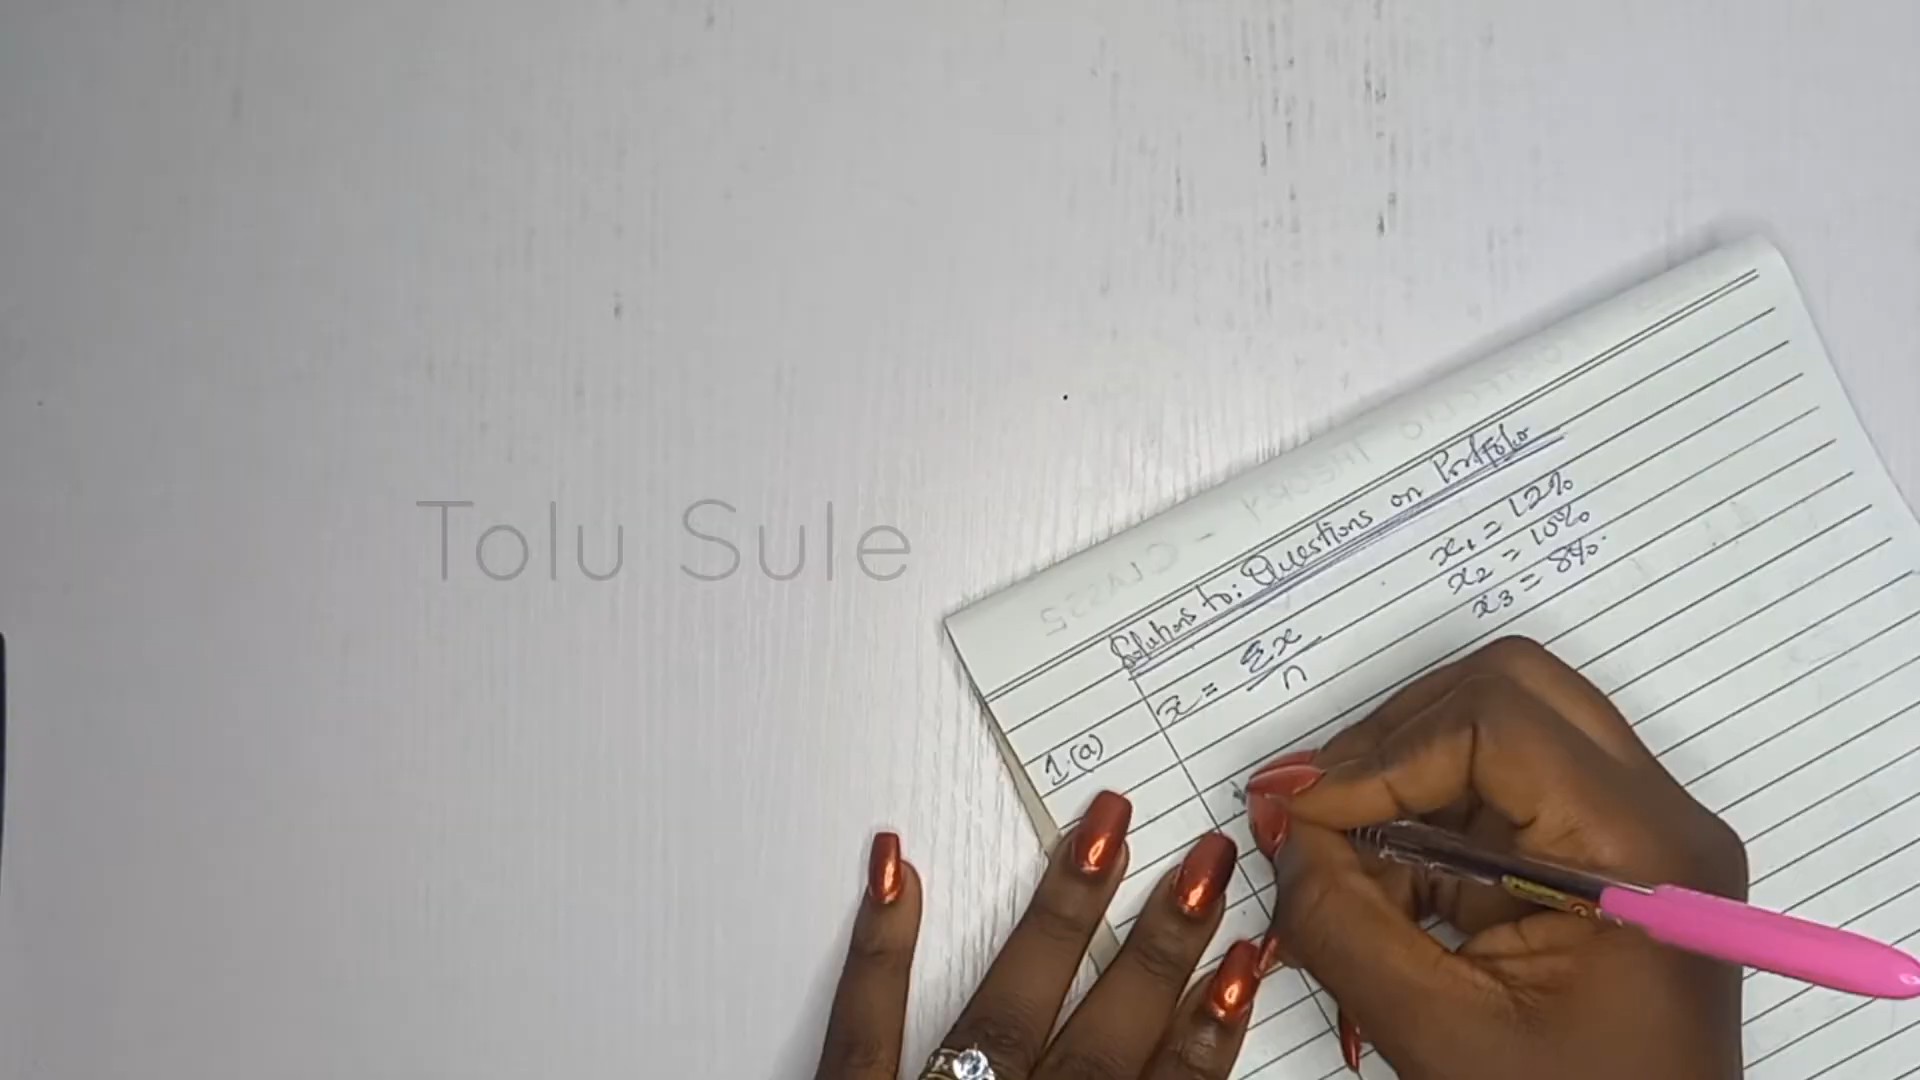 Tolu Sule
Solutions to: Questions on Portfolio
1.(a) x̄ = Σx
n
x₁ = 12%
x₂ = 10%
x₃ = 8%.